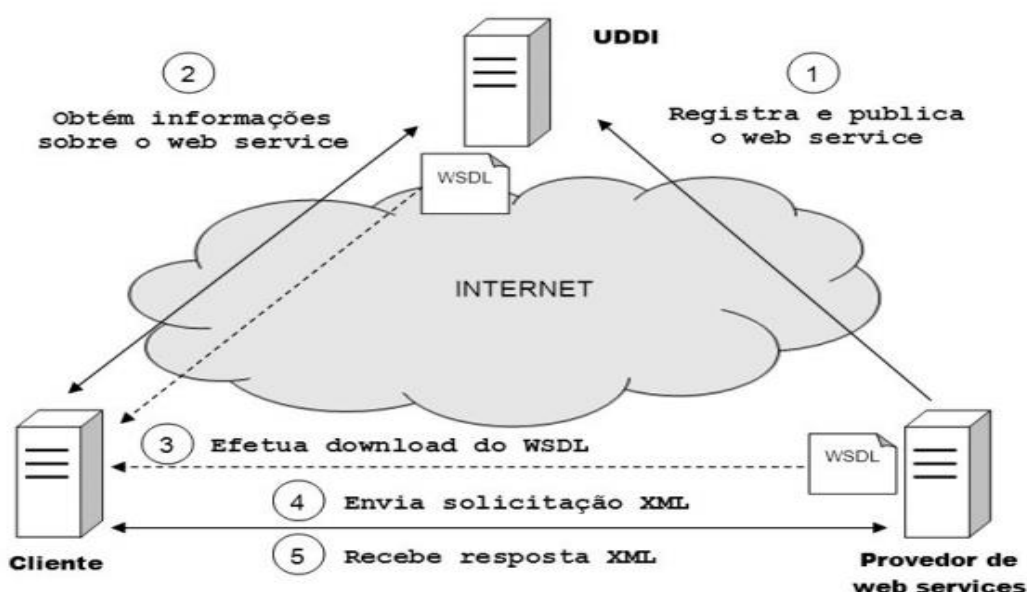 UDDI
2
Obtém informações
sobre o web service
1
Registra e publica
o web service
WSDL
INTERNET
3 Efetua download do WSDL
WSDL
4 Envia solicitação XML
5 Recebe resposta XML
Cliente
Provedor de
web services